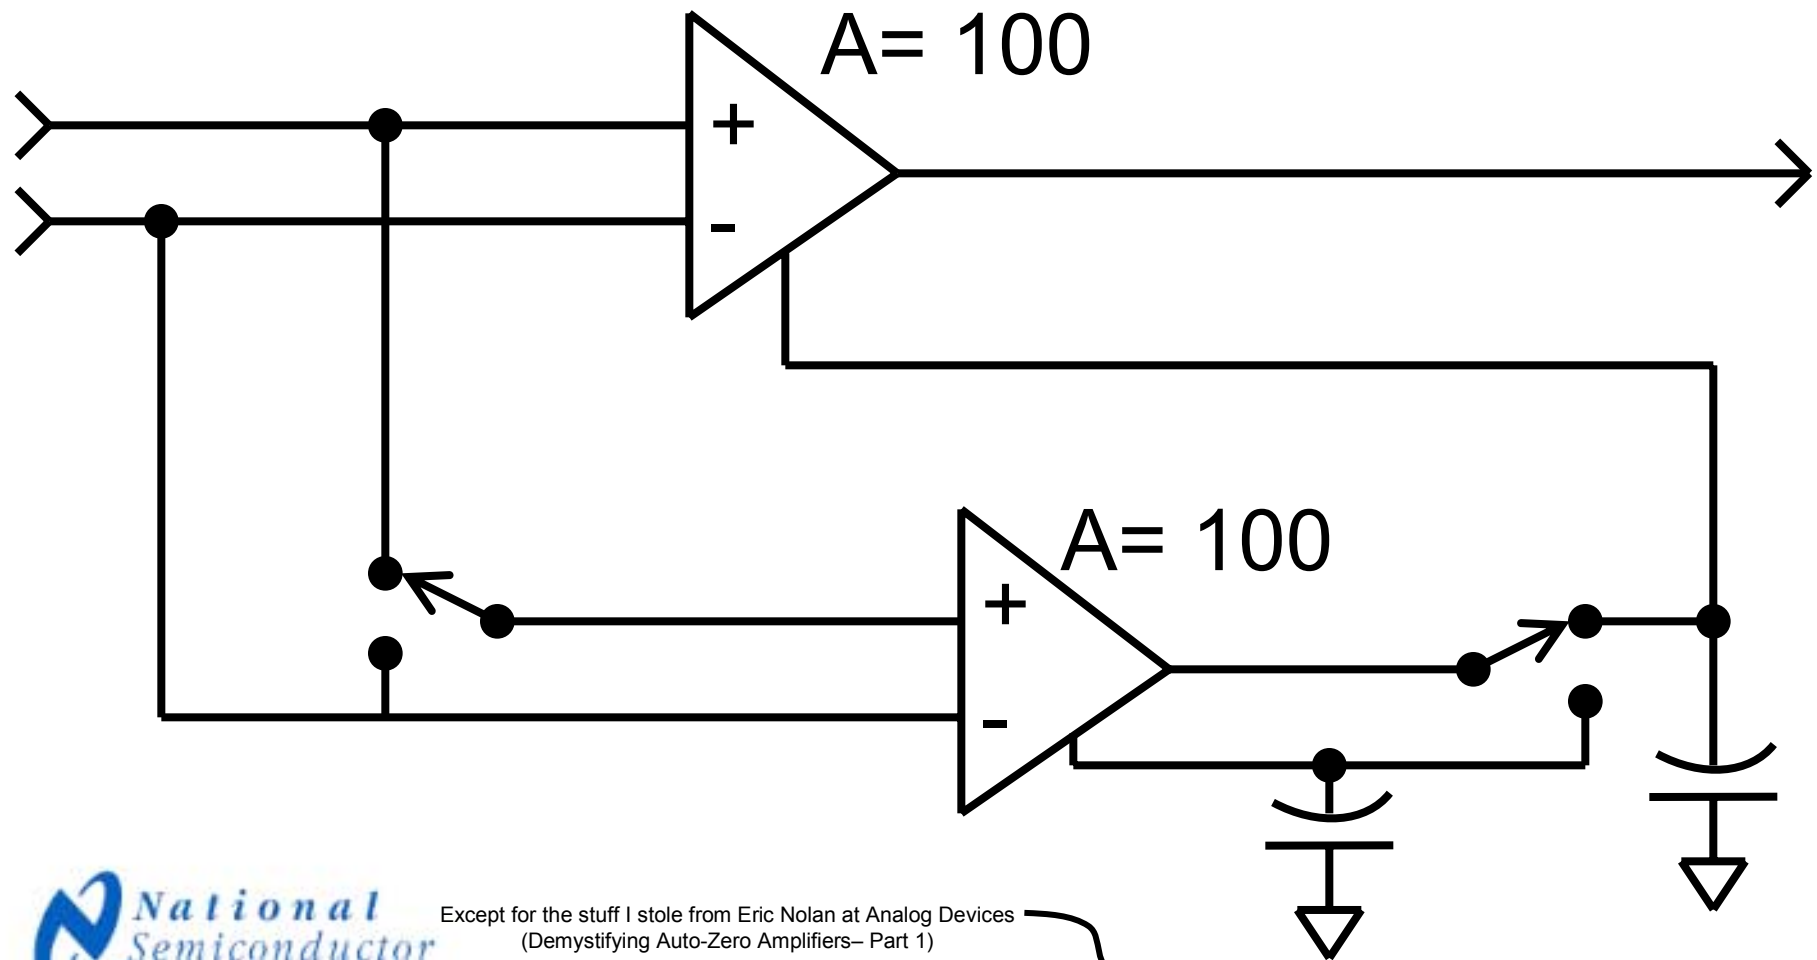 A= 100
+
-
A= 100
+
-
National
Semiconductor
Except for the stuff I stole from Eric Nolan at Analog Devices
(Demystifying Auto-Zero Amplifiers– Part 1)